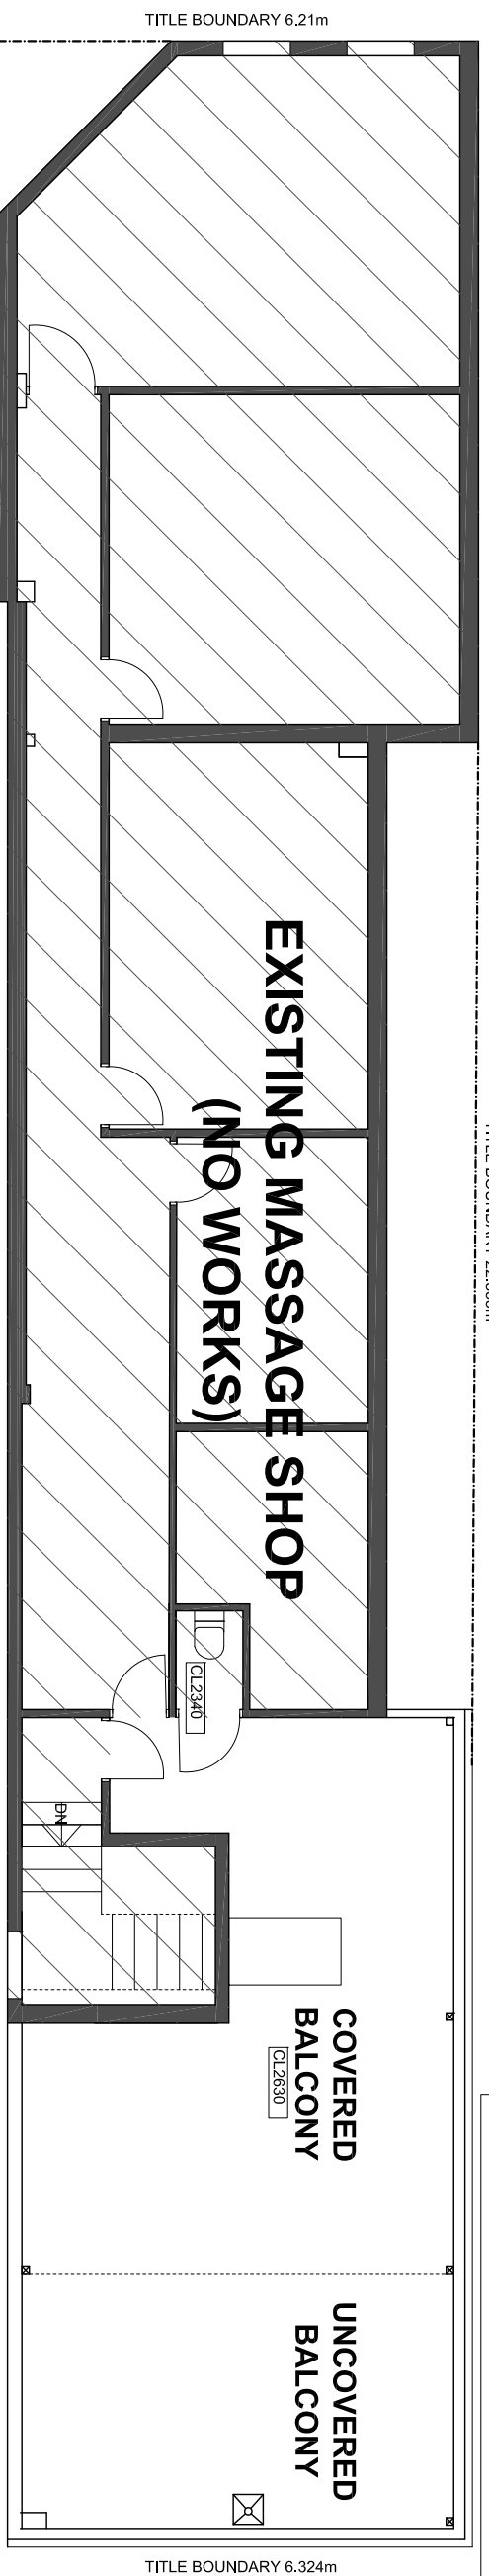 TITLE BOUNDARY 6.21m
EXISTING MASSAGE SHOP
(NO WORKS)
CL2340
DN
COVERED
BALCONY
CL2630
UNCOVERED
BALCONY
TITLE BOUNDARY 6.324m